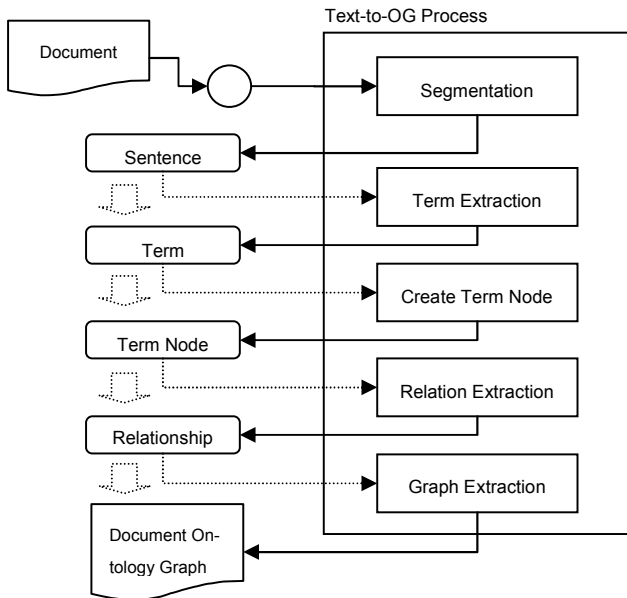 Text-to-OG Process
Document
Segmentation
Sentence
Term Extraction
Term
Create Term Node
Term Node
Relation Extraction
Relationship
Graph Extraction
Document On-
tology Graph